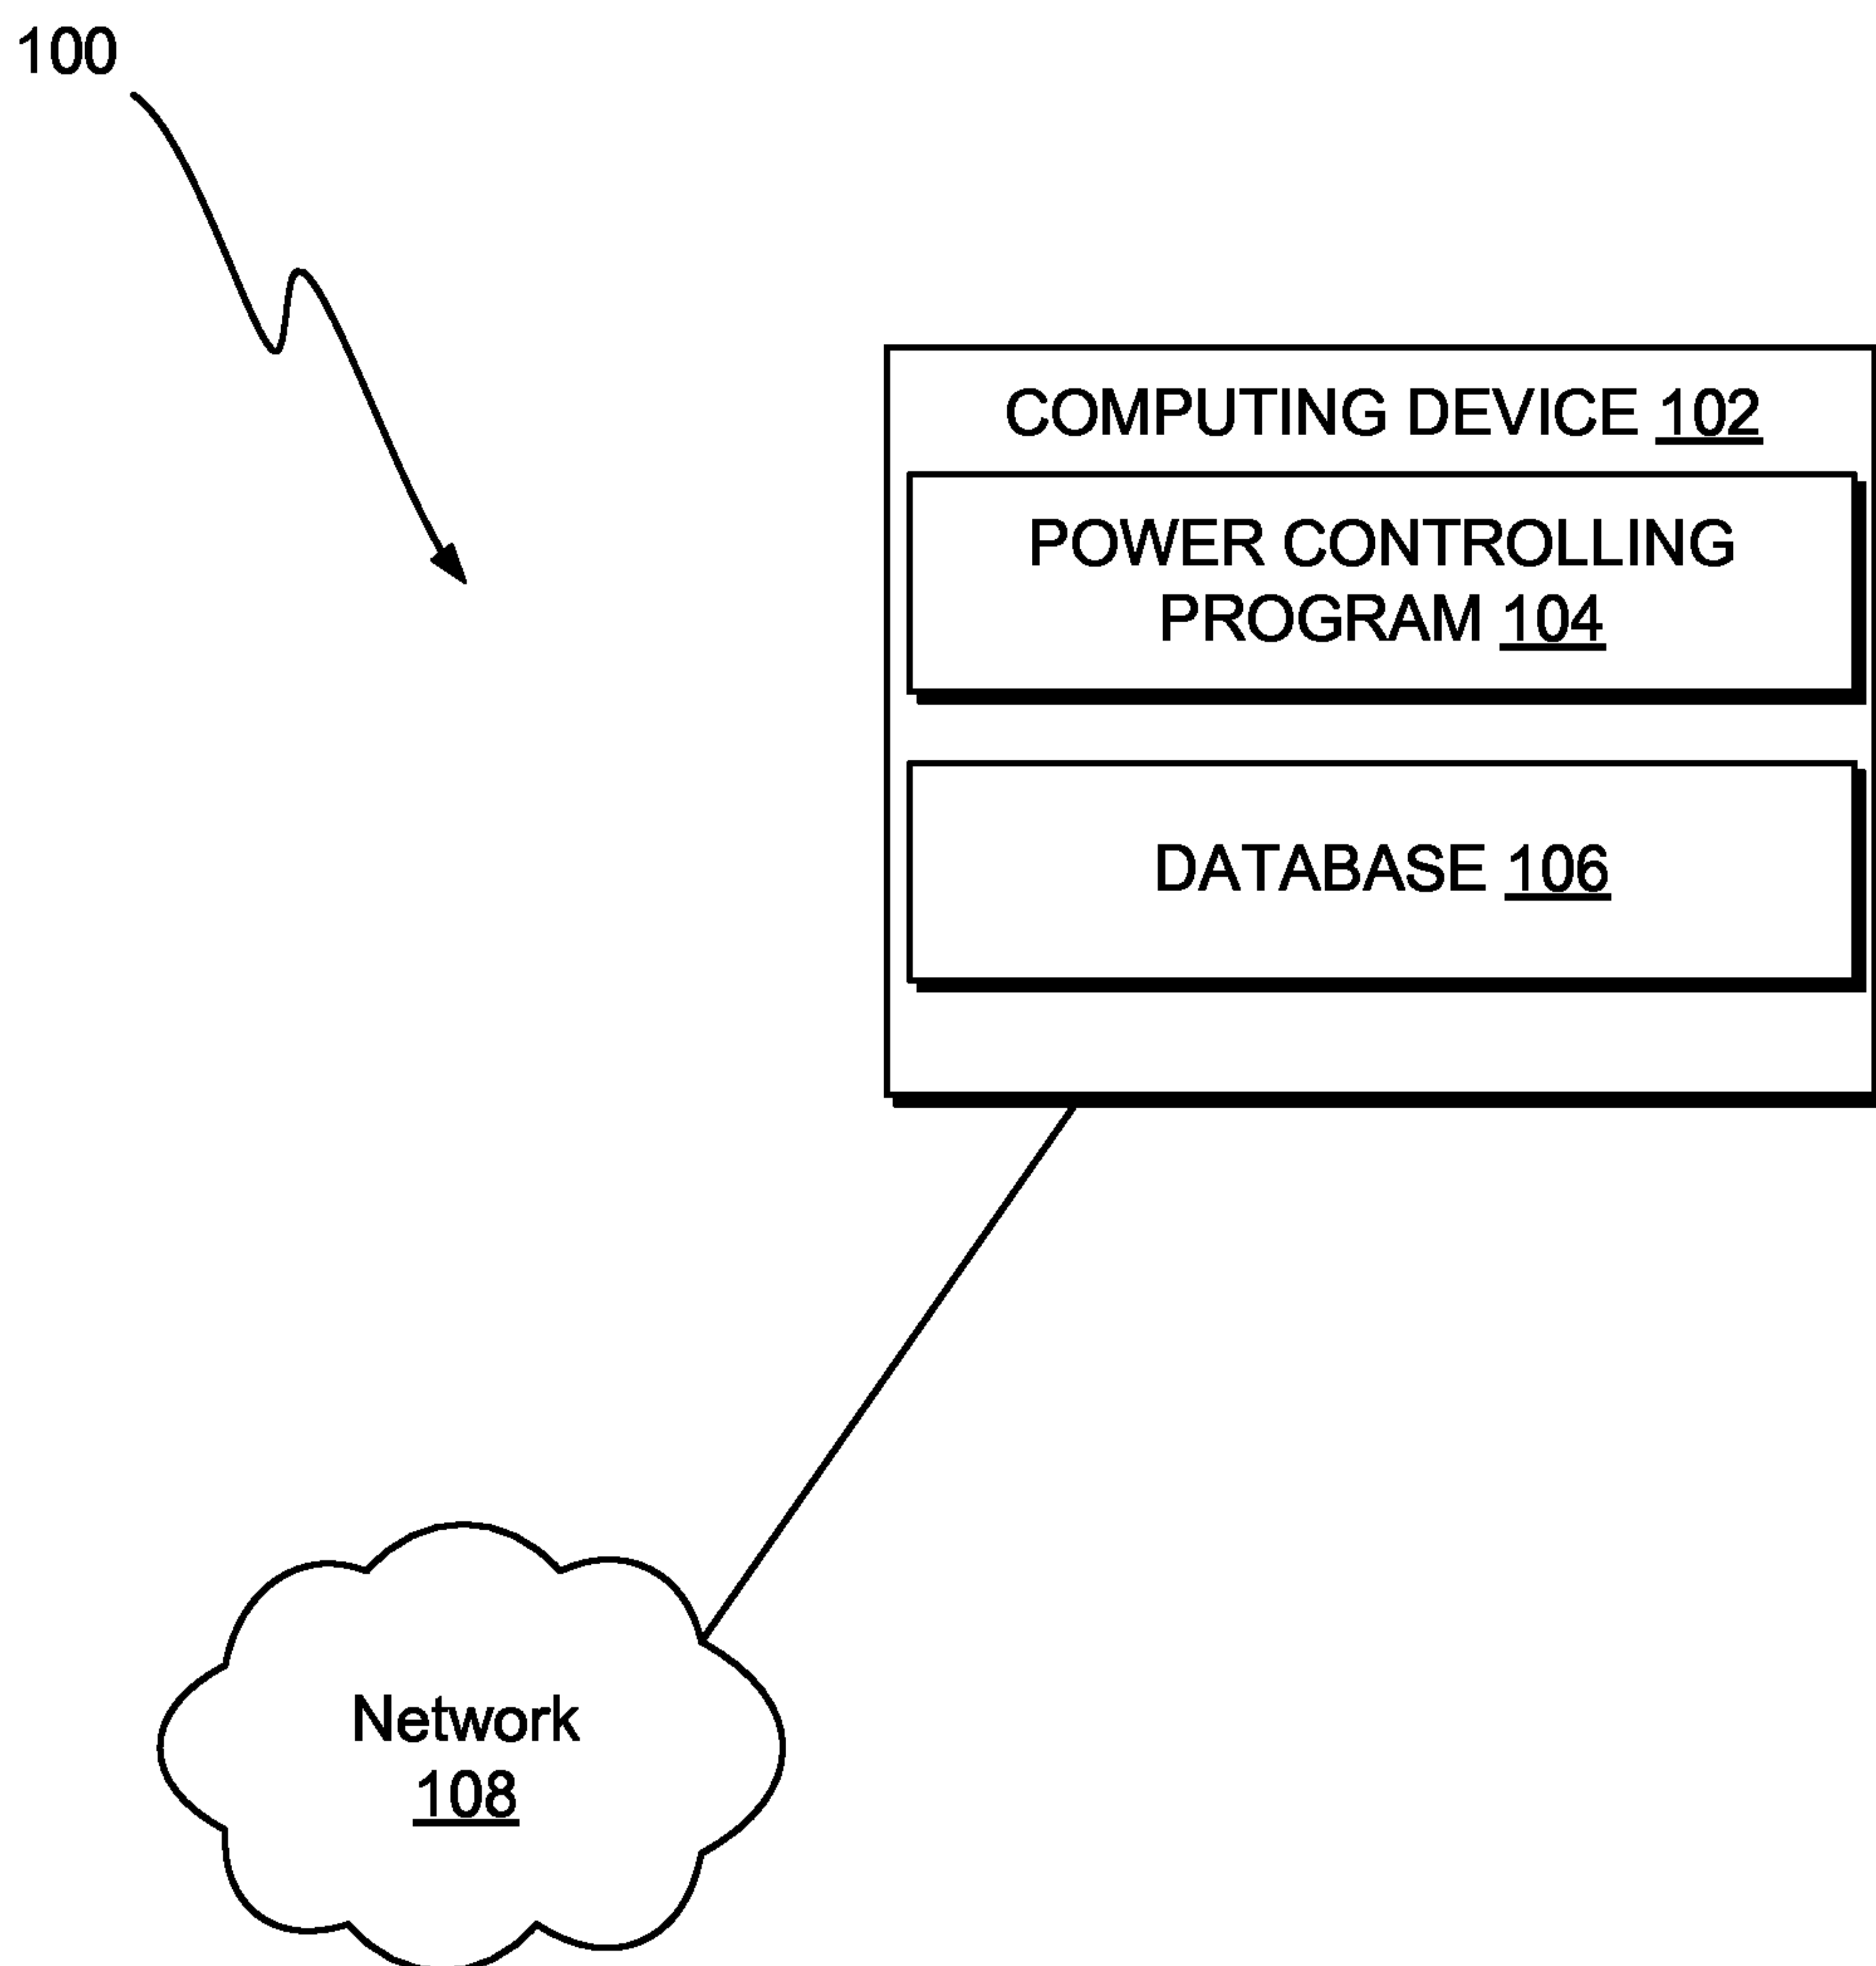 100
COMPUTING DEVICE 102
POWER CONTROLLING
PROGRAM 104
DATABASE 106
Network
108